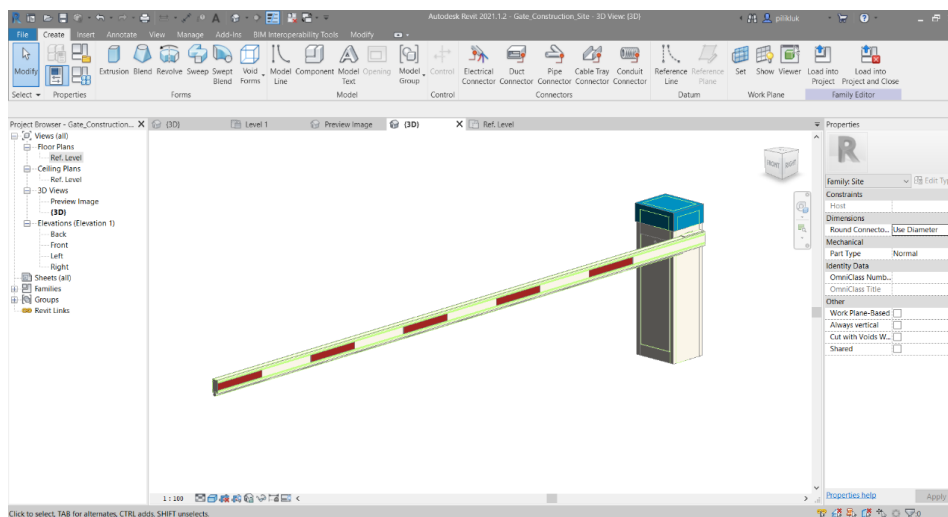 Autodesk Revit 2021.1.2 - Gate_Construction_Site - 3D View: {3D}
pilikluk
File Create Insert Annotate View Manage Add-Ins BIM Interoperability Tools Modify
Modify Extrusion Blend Revolve Sweep Swept Blend Void Forms Model Line Component Model Text Opening Model Group Control Electrical Connector Duct Connector Pipe Connector Cable Tray Connector Conduit Connector Reference Line Reference Plane Set Show Viewer Load into Project Load into Project and Close
Select Properties Forms Model Control Connectors Datum Work Plane Family Editor
Project Browser - Gate_Construction... X {3D} Level 1 Preview Image {3D} X Ref. Level Properties
Views (all)
Floor Plans
Ref. Level
Ceiling Plans
Ref. Level
3D Views
Preview Image
{3D}
Elevations (Elevation 1)
Back
Front
Left
Right
Sheets (all)
Families
Groups
Revit Links
FRONT RIGHT
R
Family: Site Edit Ty
Constraints
Host
Dimensions
Round Connecto... Use Diameter
Mechanical
Part Type Normal
Identity Data
OmniClass Numb...
OmniClass Title
Other
Work Plane-Based
Always vertical
Cut with Voids W...
Shared
Properties help Apply
1 : 100
Click to select, TAB for alternates, CTRL adds, SHIFT unselects.
:0